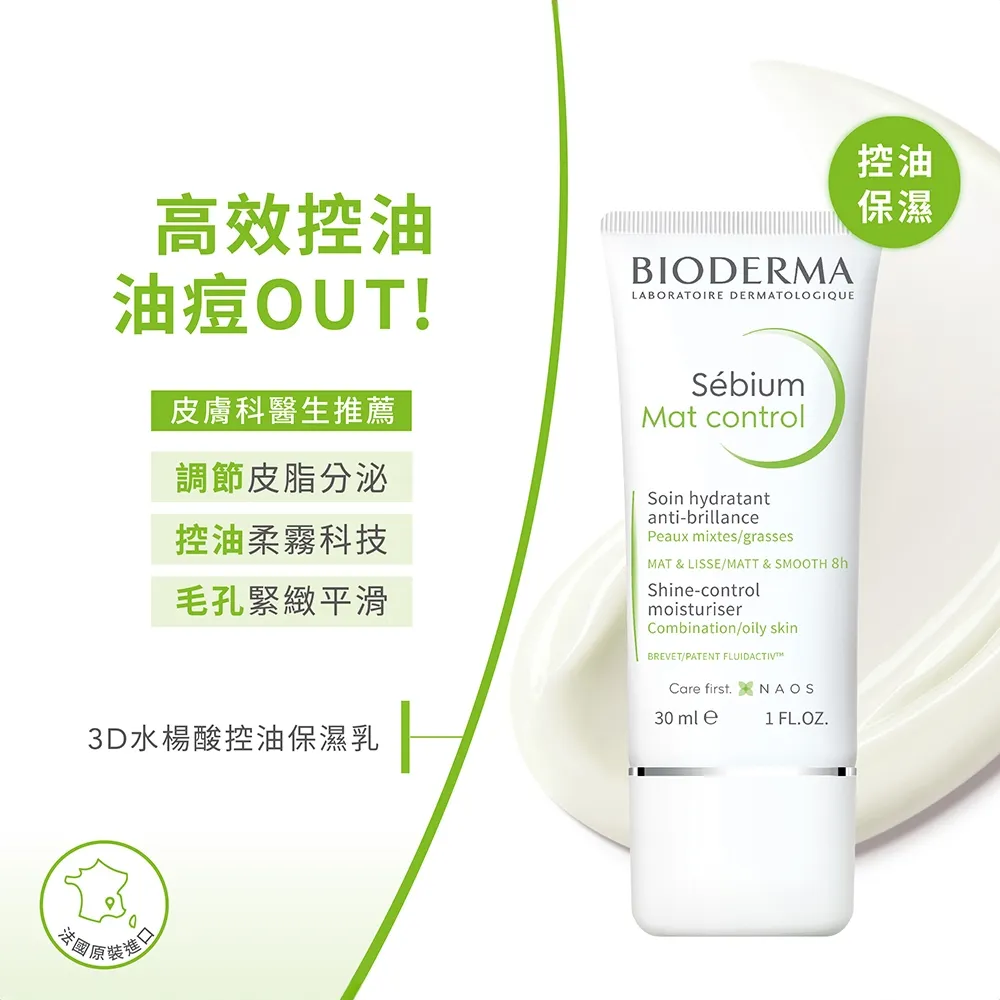 高效控油
油痘OUT!
皮膚科醫生推薦
調節皮脂分泌
控油柔霧科技
毛孔緊緻平滑
3D水楊酸控油保濕乳
法國原裝進口
控油
保濕
BIODERMA
LABORATOIRE DERMATOLOGIQUE
Sébium
Mat control
Soin hydratant
anti-brillance
Peaux mixtes/grasses
MAT & LISSE/MATT & SMOOTH 8h
Shine-control
moisturiser
Combination/oily skin
BREVET/PATENT FLUIDACTIV™
Care first. NAOS
30 ml e 1 FL.OZ.